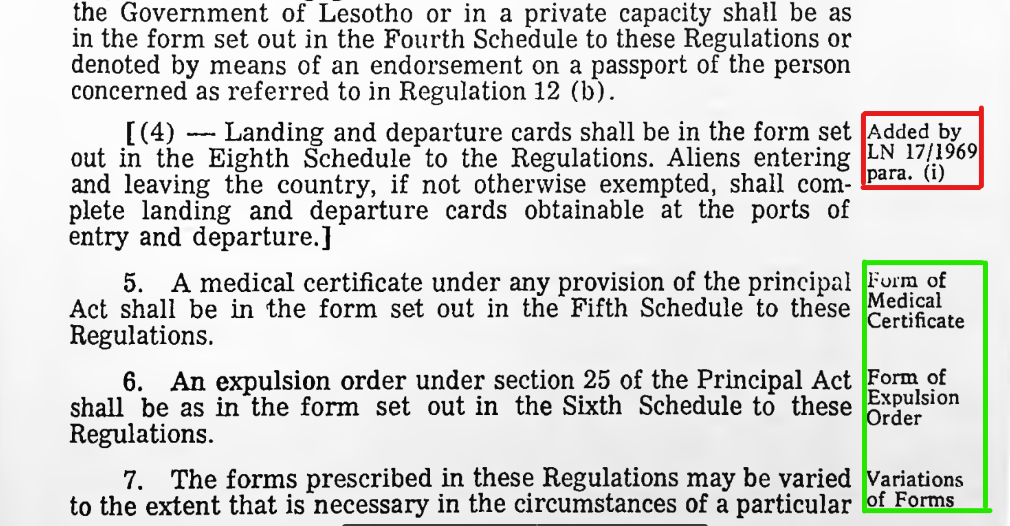 the Government of Lesotho or in a private capacity shall be as
in the form set out in the Fourth Schedule to these Regulations or
denoted by means of an endorsement on a passport of the person
concerned as referred to in Regulation 12 (b).
[(4) — Landing and departure cards shall be in the form set
out in the Eighth Schedule to the Regulations. Aliens entering
and leaving the country, if not otherwise exempted, shall com-
plete landing and departure cards obtainable at the ports of
entry and departure.]
Added by
LN 17/1969
para. (i)
5. A medical certificate under any provision of the principal
Act shall be in the form set out in the Fifth Schedule to these
Regulations.
Form of
Medical
Certificate
6. An expulsion order under section 25 of the Principal Act
shall be as in the form set out in the Sixth Schedule to these
Regulations.
Form of
Expulsion
Order
7. The forms prescribed in these Regulations may be varied
to the extent that is necessary in the circumstances of a particular
Variations
of Forms